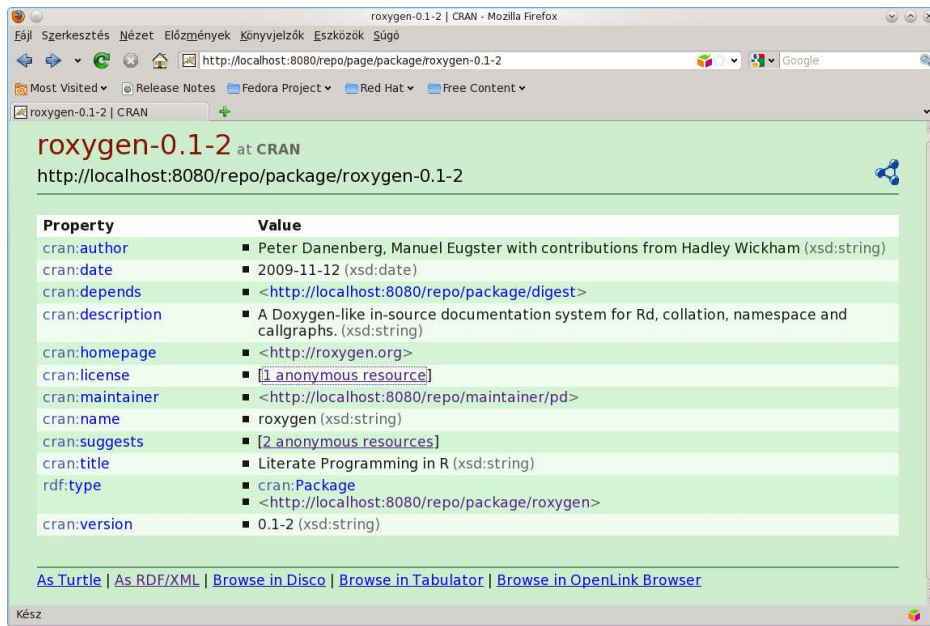 roxygen-0.1-2 | CRAN - Mozilla Firefox
Fájl Szerkesztés Nézet Előzmények Könyvjelzők Eszközök Súgó
http://localhost:8080/repo/page/package/roxygen-0.1-2 Google
Most Visited Release Notes Fedora Project Red Hat Free Content
roxygen-0.1-2 | CRAN
roxygen-0.1-2 at CRAN
http://localhost:8080/repo/package/roxygen-0.1-2
Property Value
cran:author Peter Danenberg, Manuel Eugster with contributions from Hadley Wickham (xsd:string)
cran:date 2009-11-12 (xsd:date)
cran:depends <http://localhost:8080/repo/package/digest>
cran:description A Doxygen-like in-source documentation system for Rd, collation, namespace and
callgraphs. (xsd:string)
cran:homepage <http://roxygen.org>
cran:license [1 anonymous resource]
cran:maintainer <http://localhost:8080/repo/maintainer/pd>
cran:name roxygen (xsd:string)
cran:suggests [2 anonymous resources]
cran:title Literate Programming in R (xsd:string)
rdf:type cran:Package
<http://localhost:8080/repo/package/roxygen>
cran:version 0.1-2 (xsd:string)
As Turtle | As RDF/XML | Browse in Disco | Browse in Tabulator | Browse in OpenLink Browser
Kész